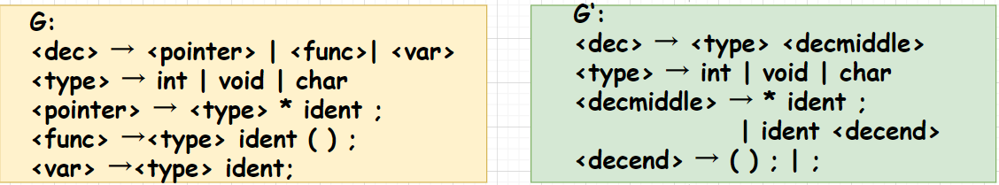 G:
<dec> → <pointer> | <func>| <var>
<type> → int | void | char
<pointer> → <type> * ident ;
<func> →<type> ident ( ) ;
<var> →<type> ident;
G':
<dec> → <type> <decmiddle>
<type> → int | void | char
<decmiddle> → * ident ;
| ident <decend>
<decend> → ( ) ; | ;